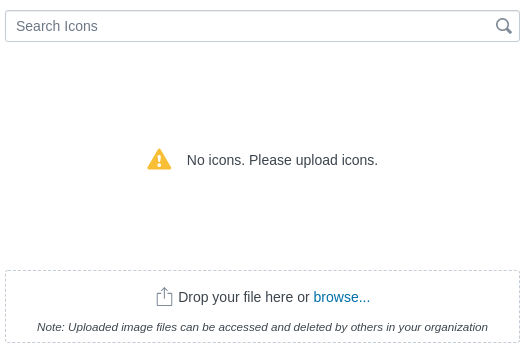 Search Icons
No icons. Please upload icons.
Drop your file here or browse...
Note: Uploaded image files can be accessed and deleted by others in your organization